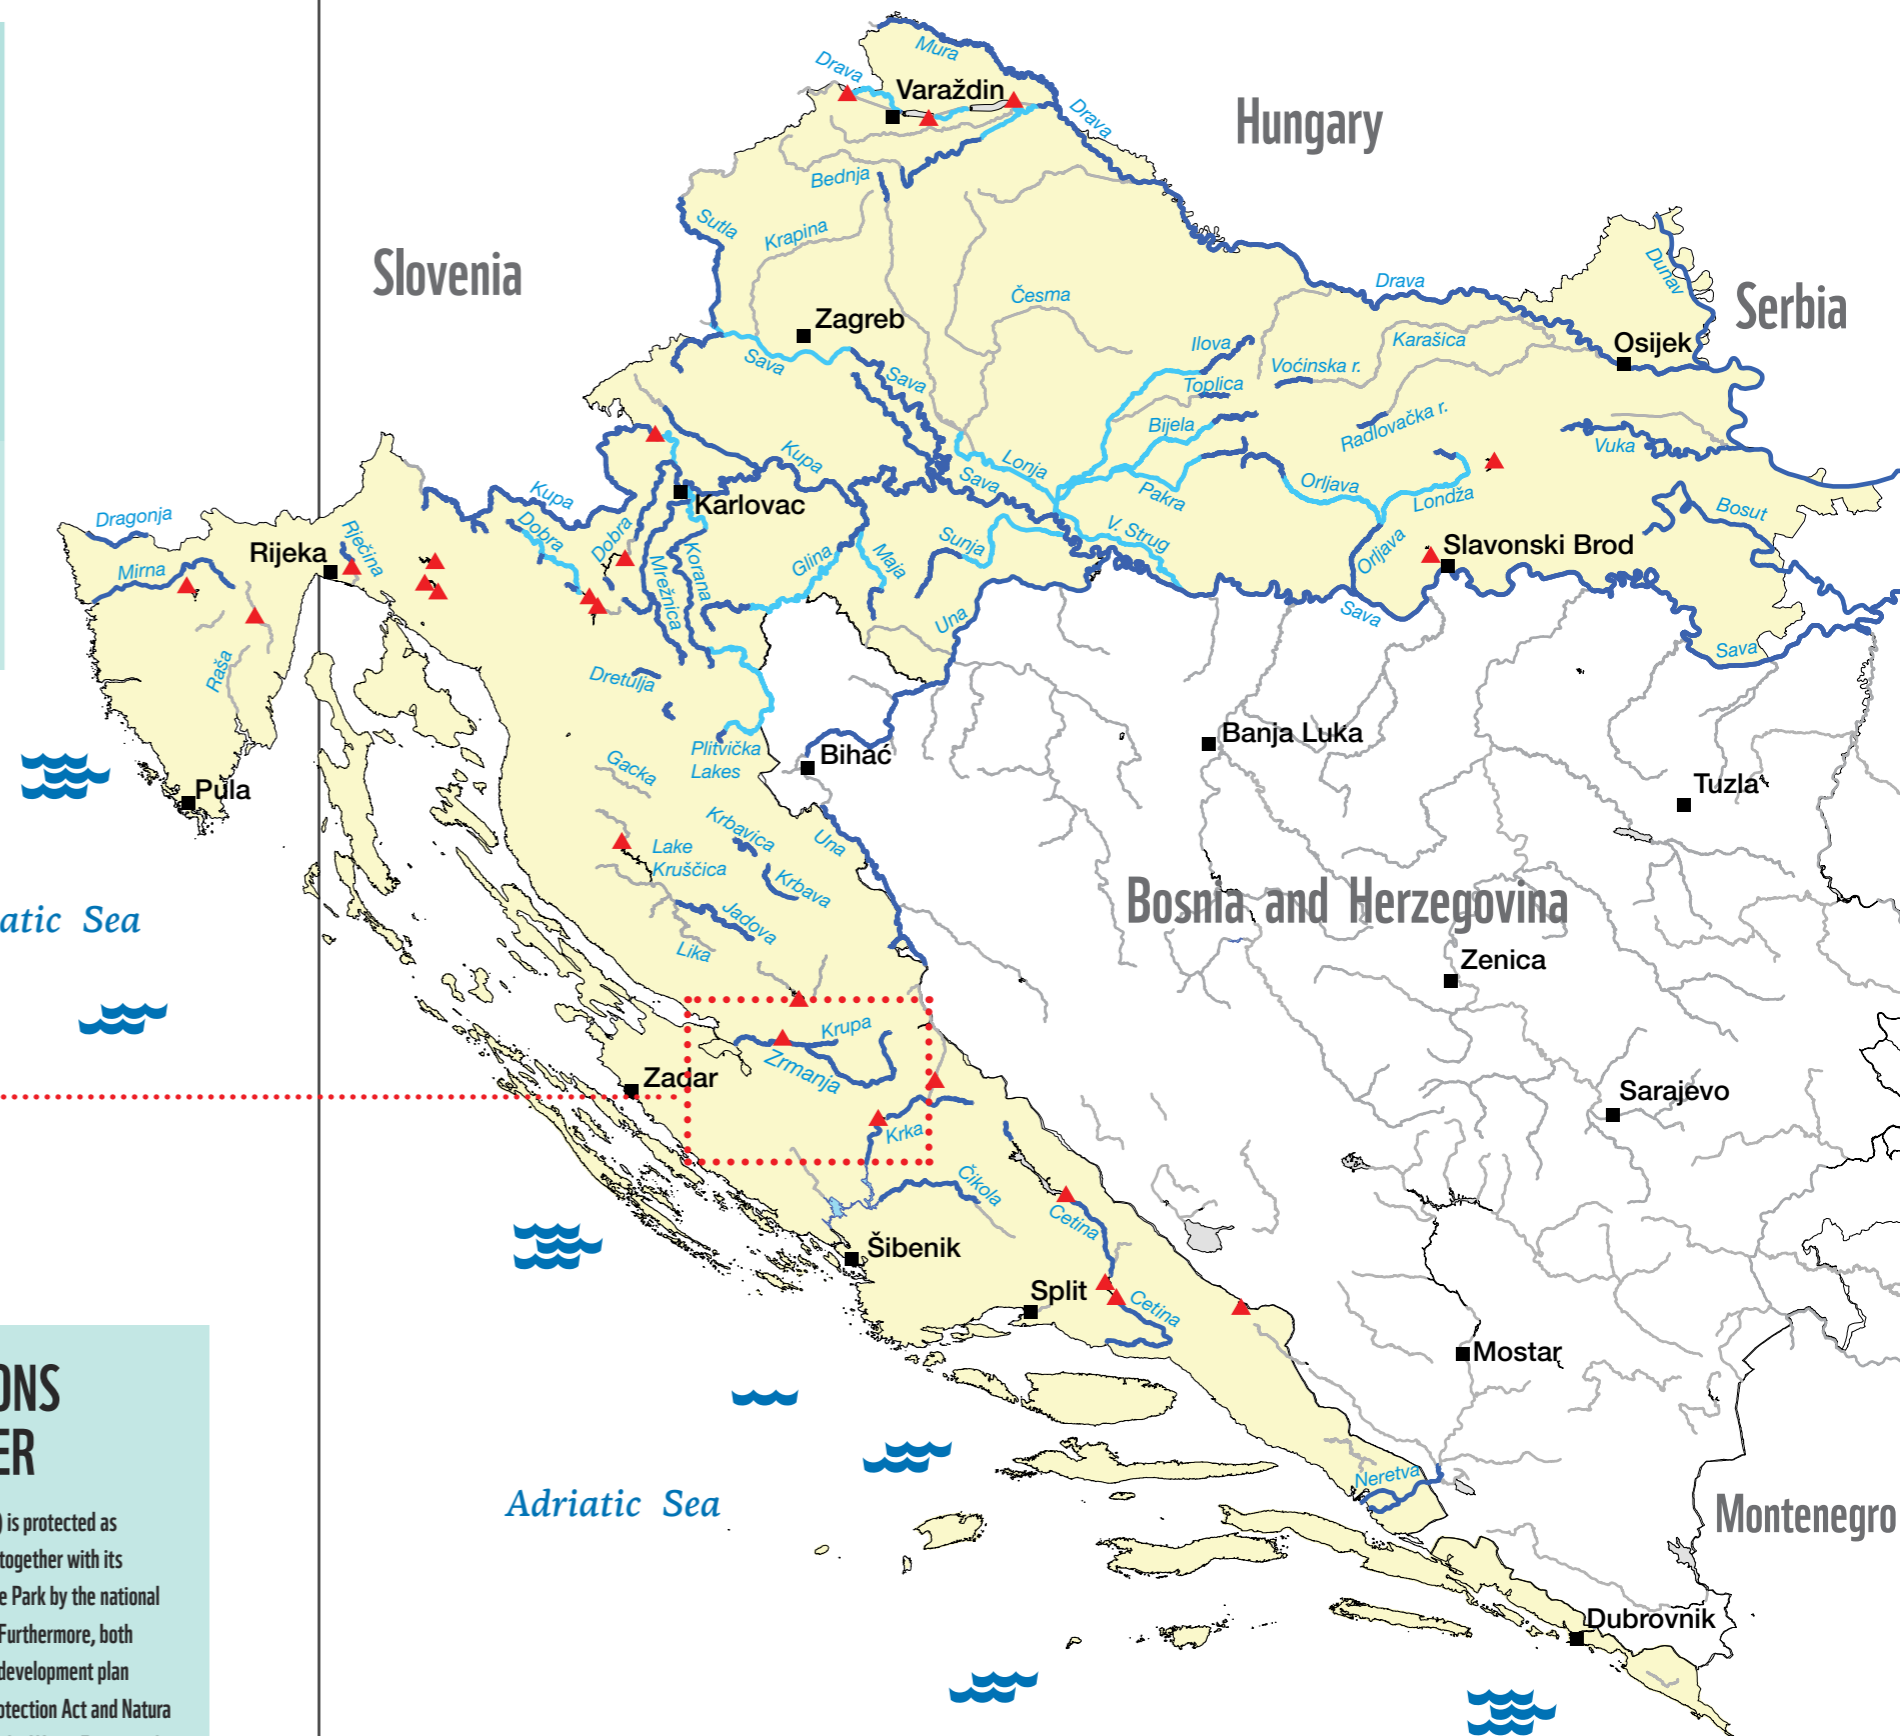 Mura
Drava
Varaždin
Drava
Hungary
Bednja
Sutla
Krapina
Slovenia
Česma
Drava
Dunav
Serbia
Zagreb
Sava
Sava
Ilova
Karašica
Osijek
Voćinska r.
Toplica
Bijela
Radlovačka r.
Vuka
Kupa
Lonja
Sava
Pakra
Orljava
Londža
Bosut
Karlovac
Kupa
Dobra
Dobra
Dragonja
Rječina
Rijeka
Mirna
Mrežnica
Korana
Glina
Maja
Sunja
V. Strug
Orljava
Slavonski Brod
Una
Sava
Sava
Raša
Dretulja
Plitvička
Lakes
Bihać
Banja Luka
Tuzla
Gacka
Pula
Krbavica
Una
Lake
Kruščica
Krbava
Jadova
Lika
Bosnia and Herzegovina
atic Sea
Zenica
Krupa
Zrmanja
Zadar
Sarajevo
Krka
Čikola
Cetina
Šibenik
Split
Cetina
Mostar
Neretva
Adriatic Sea
Montenegro
Dubrovnik
ONS
ER
) is protected as
together with its
e Park by the national
Furthermore, both
development plan
otection Act and Natura